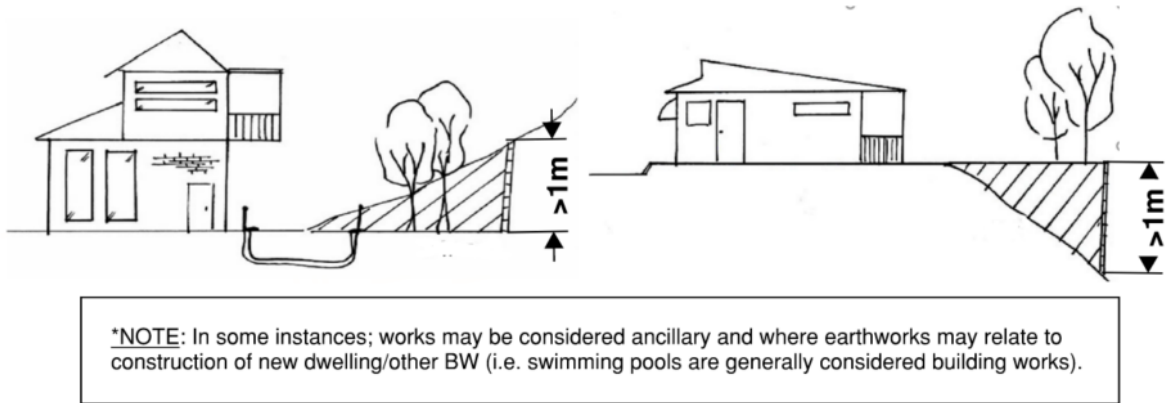 >1m
>1m
*NOTE: In some instances; works may be considered ancillary and where earthworks may relate to
construction of new dwelling/other BW (i.e. swimming pools are generally considered building works).